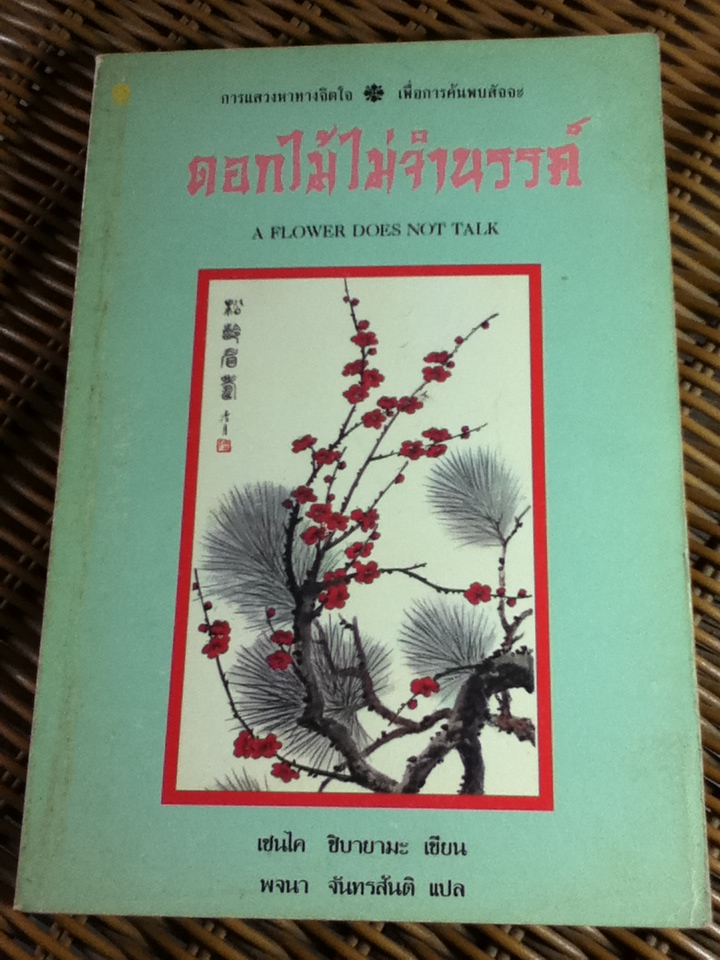 การแสวงหาทางจิตใจ เพื่อการค้นพบสัจจะ
ดอกไม้ไม่จำนรรค์
A FLOWER DOES NOT TALK
松齡眉壽
เซนไค ชิบายามะ เขียน
พจนา จันทรสันติ แปล